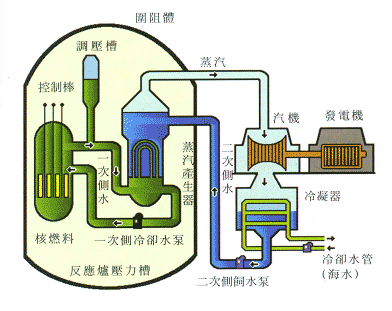 圍阻體
調壓槽
蒸汽
控制棒
汽機
發電機
一次側水
蒸汽產生器
二次側水
冷凝器
核燃料
一次側冷卻水泵
冷卻水管
(海水)
反應爐壓力槽
二次側飼水泵